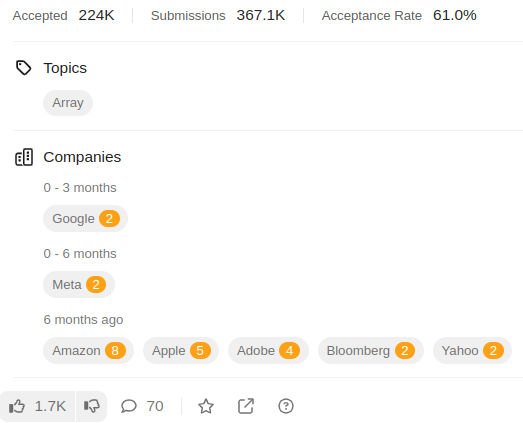 Accepted 224K Submissions 367.1K Acceptance Rate 61.0%
Topics
Array
Companies
0 - 3 months
Google 2
0 - 6 months
Meta 2
6 months ago
Amazon 8 Apple 5 Adobe 4 Bloomberg 2 Yahoo 2
1.7K 70